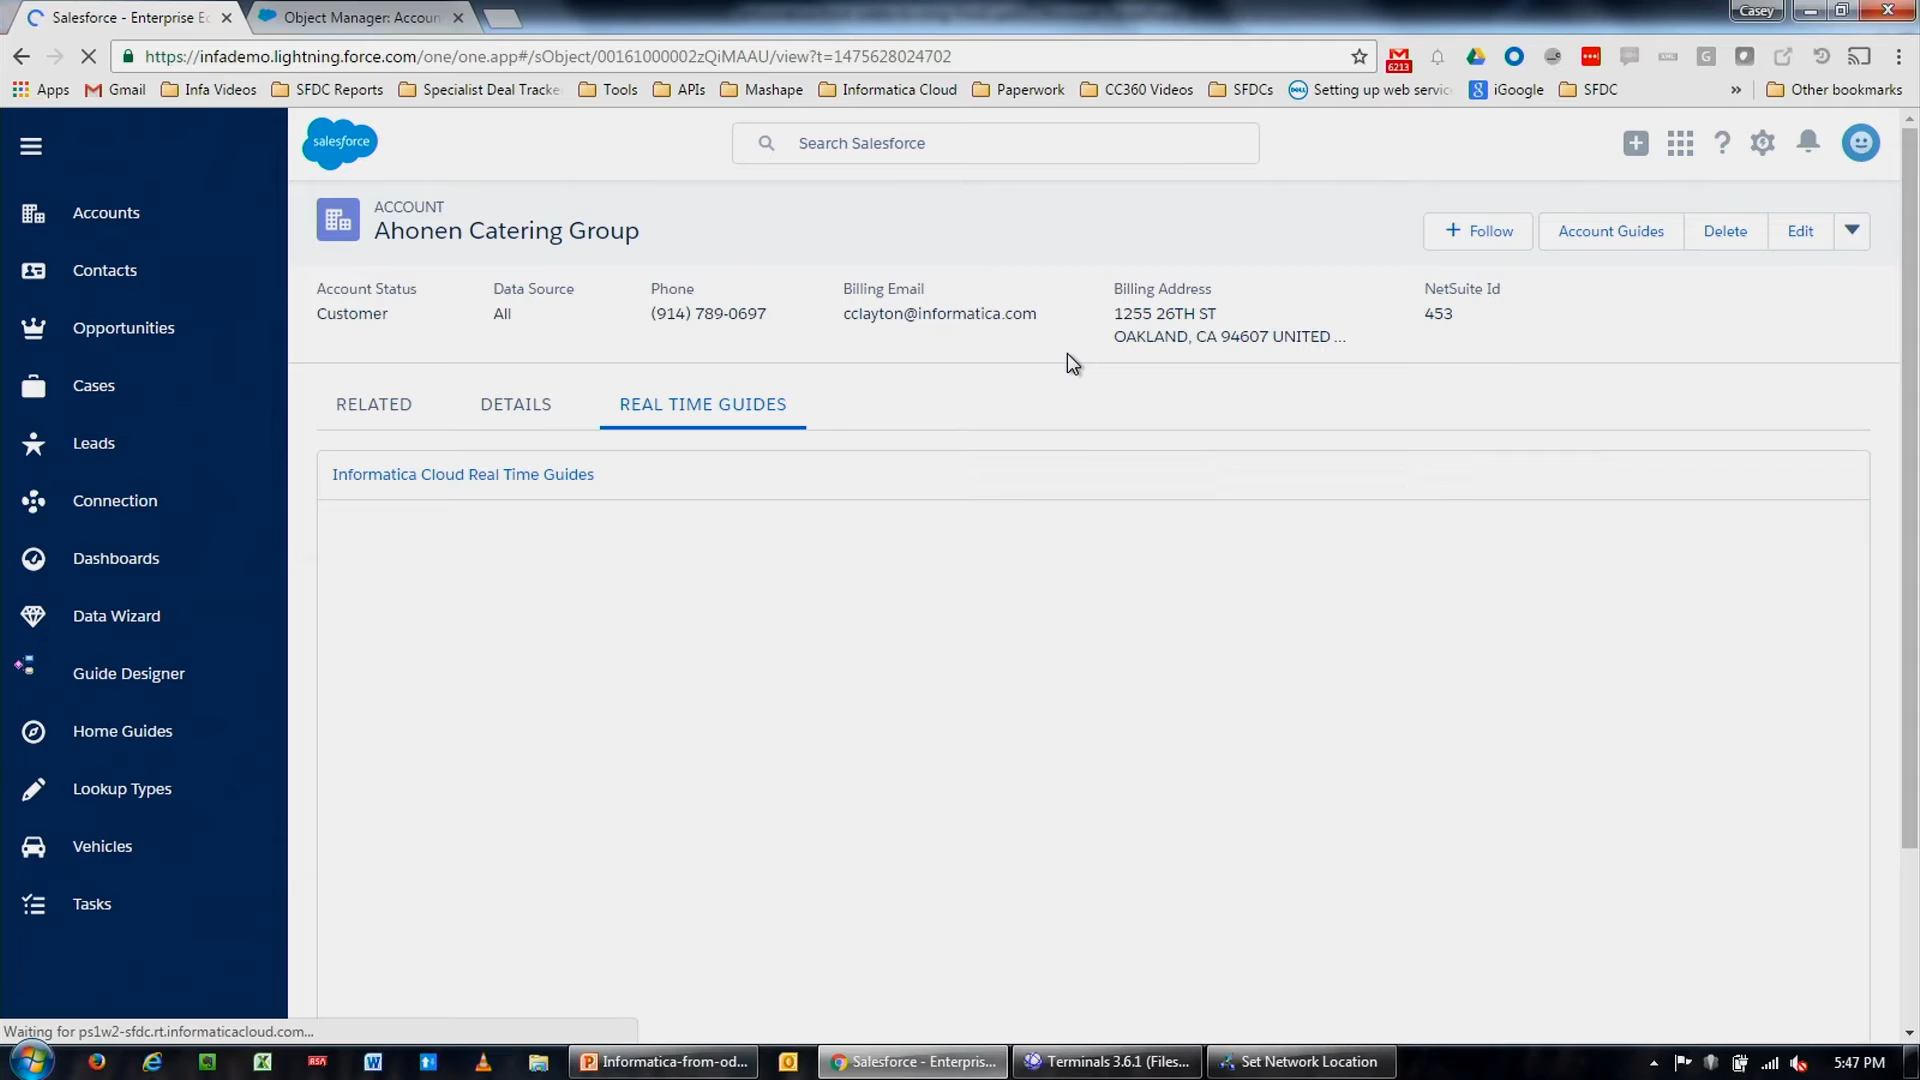 Salesforce - Enterprise Ec
Object Manager: Accoun
Casey
https://infademo.lightning.force.com/one/one.app#/sObject/00161000002zQiMAAU/view?t=1475628024702
6213
Apps
Gmail
Infa Videos
SFDC Reports
Specialist Deal Tracke
Tools
APIs
Mashape
Informatica Cloud
Paperwork
CC360 Videos
SFDCs
Setting up web servic
iGoogle
SFDC
»
Other bookmarks
salesforce
Search Salesforce
Accounts
Contacts
Opportunities
Cases
Leads
Connection
Dashboards
Data Wizard
Guide Designer
Home Guides
Lookup Types
Vehicles
Tasks
ACCOUNT
Ahonen Catering Group
+ Follow
Account Guides
Delete
Edit
Account Status
Customer
Data Source
All
Phone
(914) 789-0697
Billing Email
cclayton@informatica.com
Billing Address
1255 26TH ST
OAKLAND, CA 94607 UNITED ...
NetSuite Id
453
RELATED
DETAILS
REAL TIME GUIDES
Informatica Cloud Real Time Guides
Waiting for ps1w2-sfdc.rt.informaticacloud.com...
RSA
Informatica-from-od...
Salesforce - Enterpris...
Terminals 3.6.1 (Files...
Set Network Location
5:47 PM